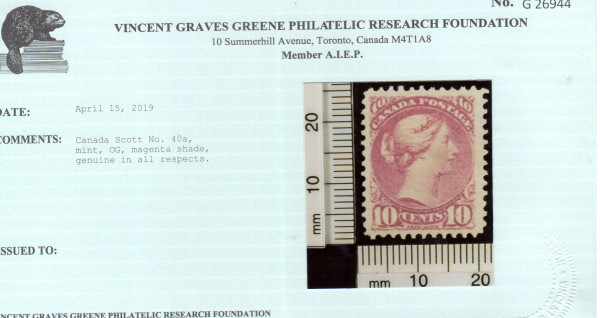 No. G 26944
VINCENT GRAVES GREENE PHILATELIC RESEARCH FOUNDATION
10 Summerhill Avenue, Toronto, Canada M4T1A8
Member A.I.E.P.
DATE: April 15, 2019
COMMENTS: Canada Scott No. 40a,
mint, OG, magenta shade,
genuine in all respects.
CANADA POSTAGE
10 CENTS 10
20
10
mm
mm 10 20
ISSUED TO:
VINCENT GRAVES GREENE PHILATELIC RESEARCH FOUNDATION